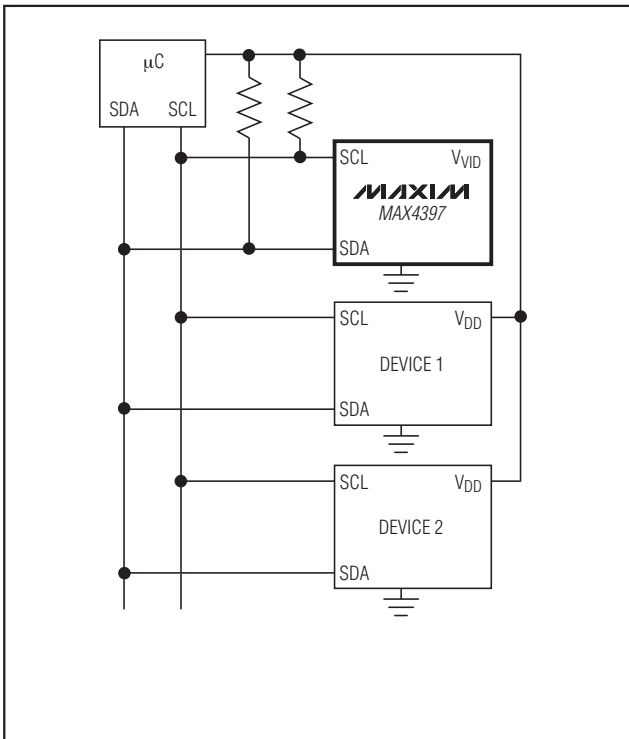 μC
SDA SCL
SCL V_VID
MAXIM
MAX4397
SDA
SCL V_DD
DEVICE 1
SDA
SCL V_DD
DEVICE 2
SDA